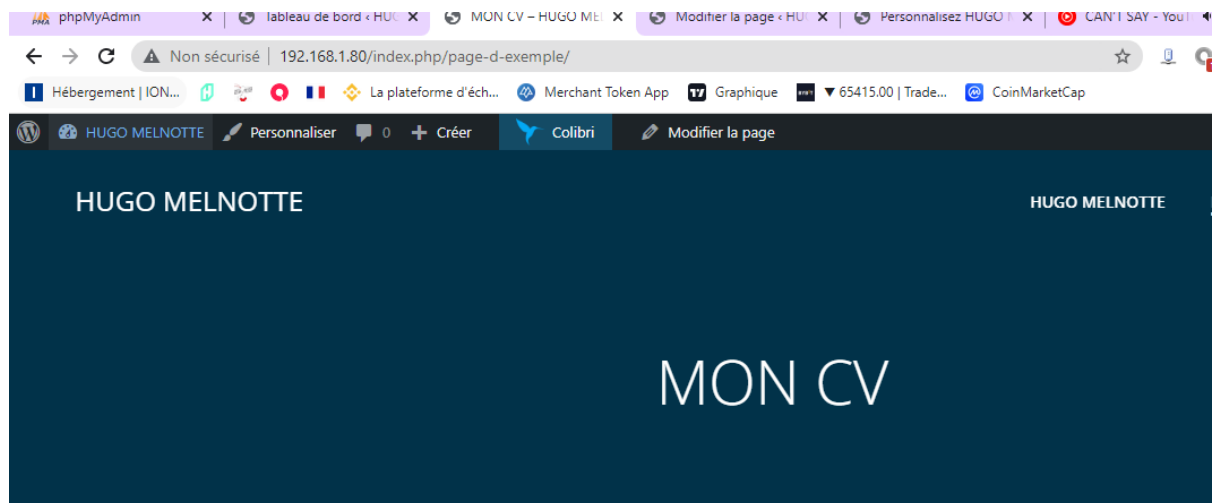 phpMyAdmin Tableau de bord ‹ HU MON CV – HUGO ME Modifier la page ‹ HU Personnalisez HUGO CAN'T SAY - YouT
Non sécurisé | 192.168.1.80/index.php/page-d-exemple/
Hébergement | ION... La plateforme d'éch... Merchant Token App Graphique ▼ 65415.00 | Trade... CoinMarketCap
HUGO MELNOTTE Personnaliser 0 Créer Colibri Modifier la page
HUGO MELNOTTE HUGO MELNOTTE
MON CV